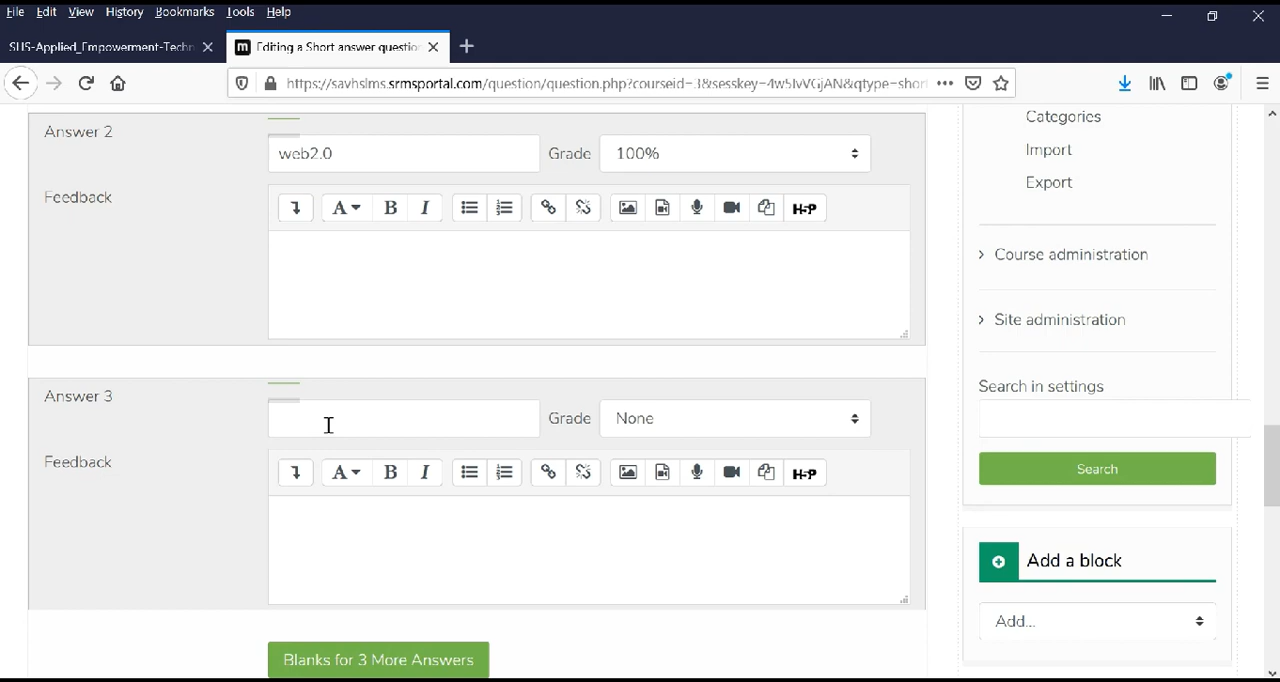 File Edit View History Bookmarks Tools Help
SHS-Applied_Empowerment-Techn
Editing a Short answer questio
https://savhslms.srmsportal.com/question/question.php?courseid=3&sesskey=4w5IVVGjAN&qtype=shor
Answer 2
web2.0 Grade 100%
Feedback
A B I H5P
Answer 3
Grade None
Feedback
A B I H5P
Blanks for 3 More Answers
Categories
Import
Export
Course administration
Site administration
Search in settings
Search
Add a block
Add...